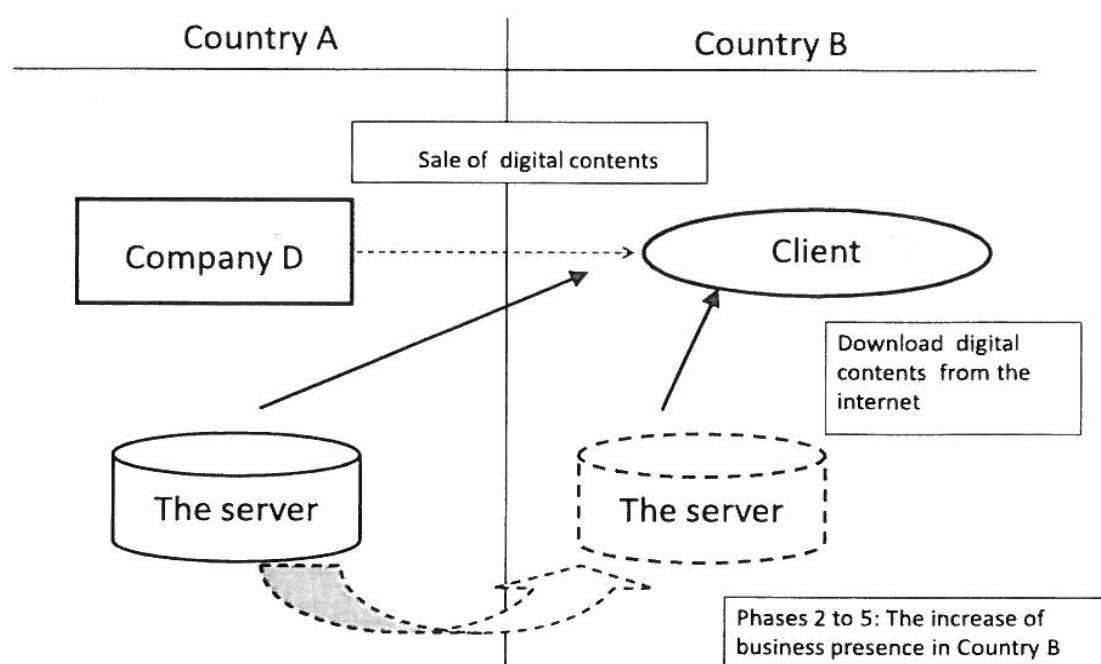 Country A
Country B
Sale of digital contents
Company D
Client
Download digital
contents from the
internet
The server
The server
Phases 2 to 5: The increase of
business presence in Country B